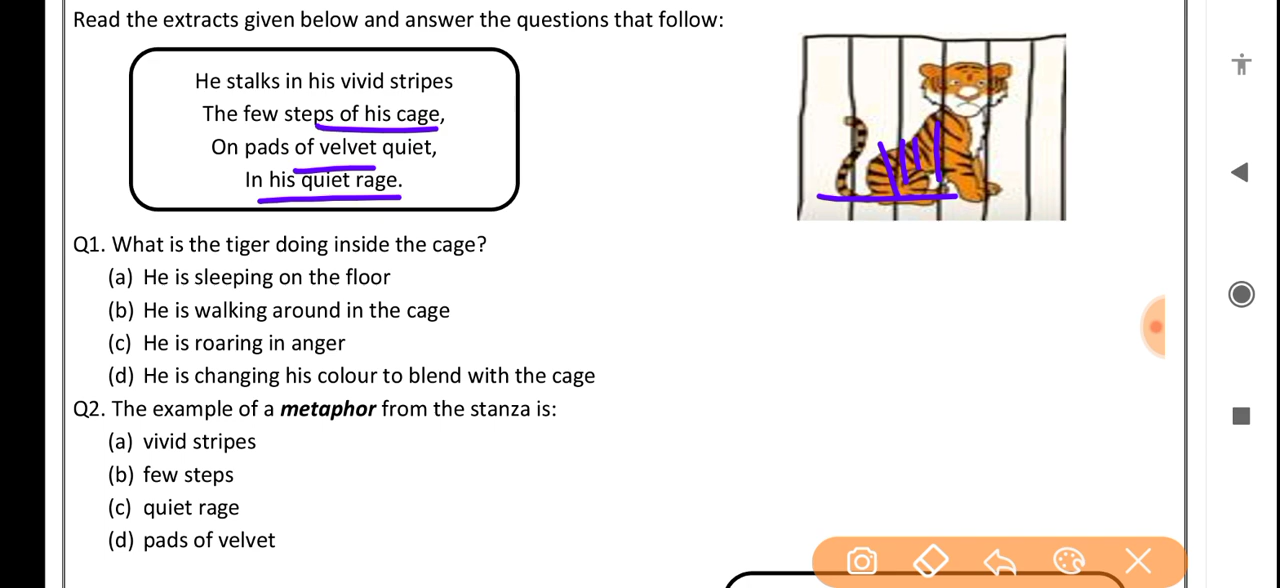 Read the extracts given below and answer the questions that follow:
He stalks in his vivid stripes
The few steps of his cage,
On pads of velvet quiet,
In his quiet rage.
Q1. What is the tiger doing inside the cage?
(a) He is sleeping on the floor
(b) He is walking around in the cage
(c) He is roaring in anger
(d) He is changing his colour to blend with the cage
Q2. The example of a metaphor from the stanza is:
(a) vivid stripes
(b) few steps
(c) quiet rage
(d) pads of velvet